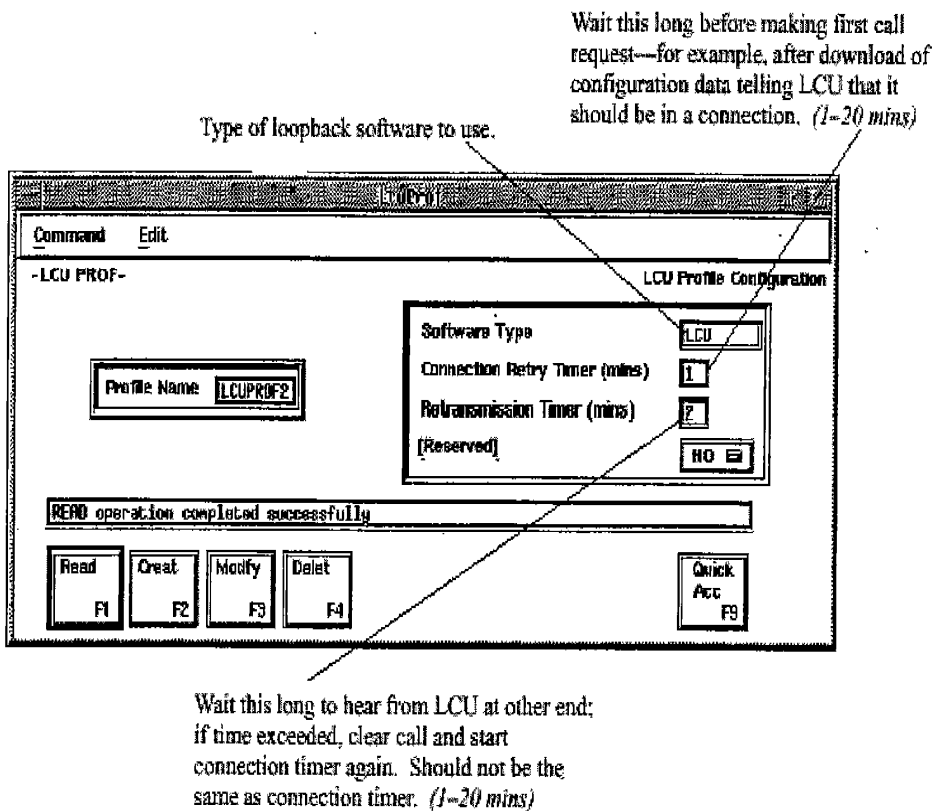 Wait this long before making first call
request—for example, after download of
configuration data telling LCU that it
should be in a connection. (1-20 mins)
Type of loopback software to use.
Command Edit
-LCU PROF-
LCU Profile Configuration
Software Type LCU
Connection Retry Timer (mins) 1
Profile Name LCUPROF2
Retransmission Timer (mins)
[Reserved] NO
READ operation completed successfully
Read F1
Creat F2
Modify F3
Delet F4
Quick Acc F9
Wait this long to hear from LCU at other end;
if time exceeded, clear call and start
connection timer again. Should not be the
same as connection timer. (1-20 mins)